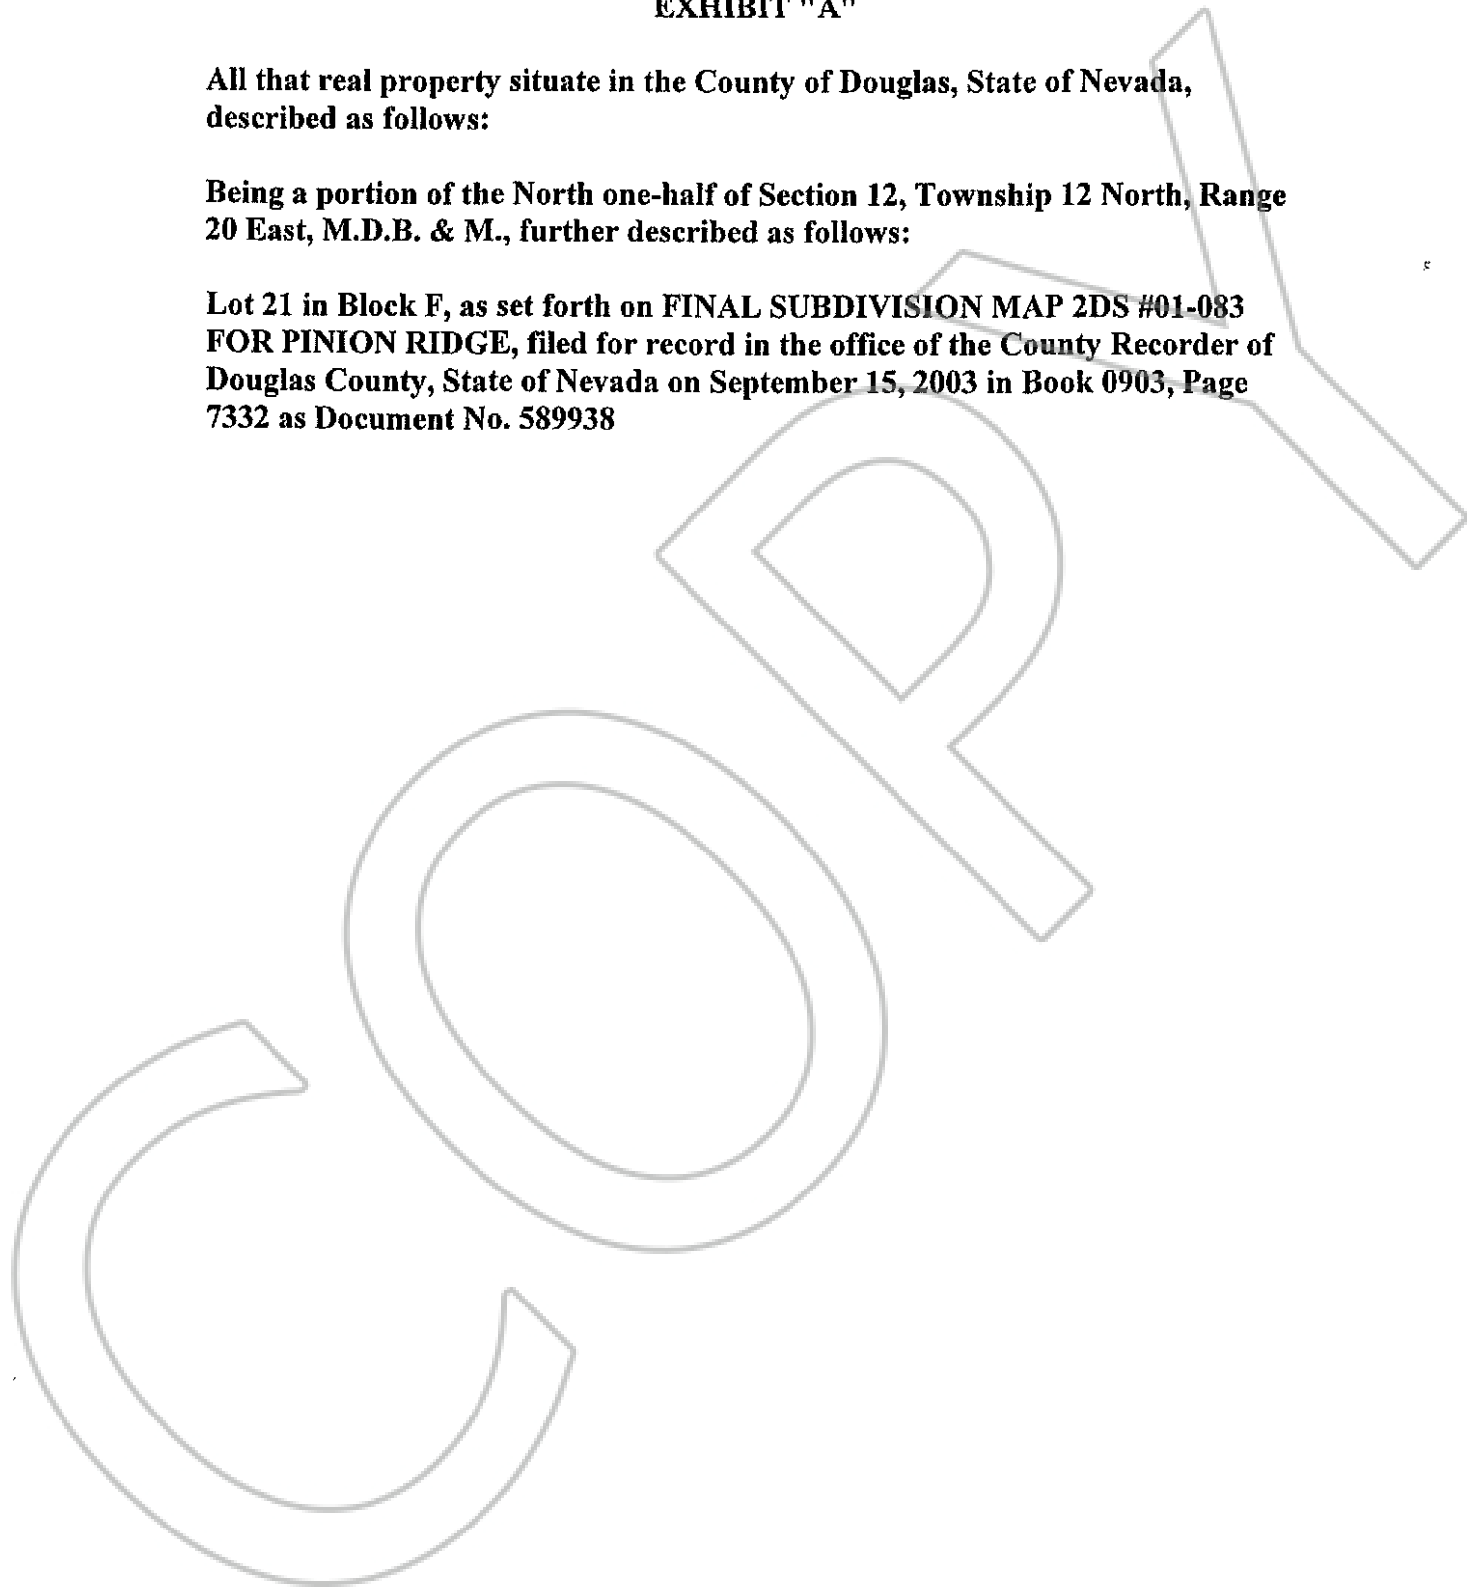 EXHIBIT "A"
All that real property situate in the County of Douglas, State of Nevada,
described as follows:
Being a portion of the North one-half of Section 12, Township 12 North, Range
20 East, M.D.B. & M., further described as follows:
Lot 21 in Block F, as set forth on FINAL SUBDIVISION MAP 2DS #01-083
FOR PINION RIDGE, filed for record in the office of the County Recorder of
Douglas County, State of Nevada on September 15, 2003 in Book 0903, Page
7332 as Document No. 589938
COPY